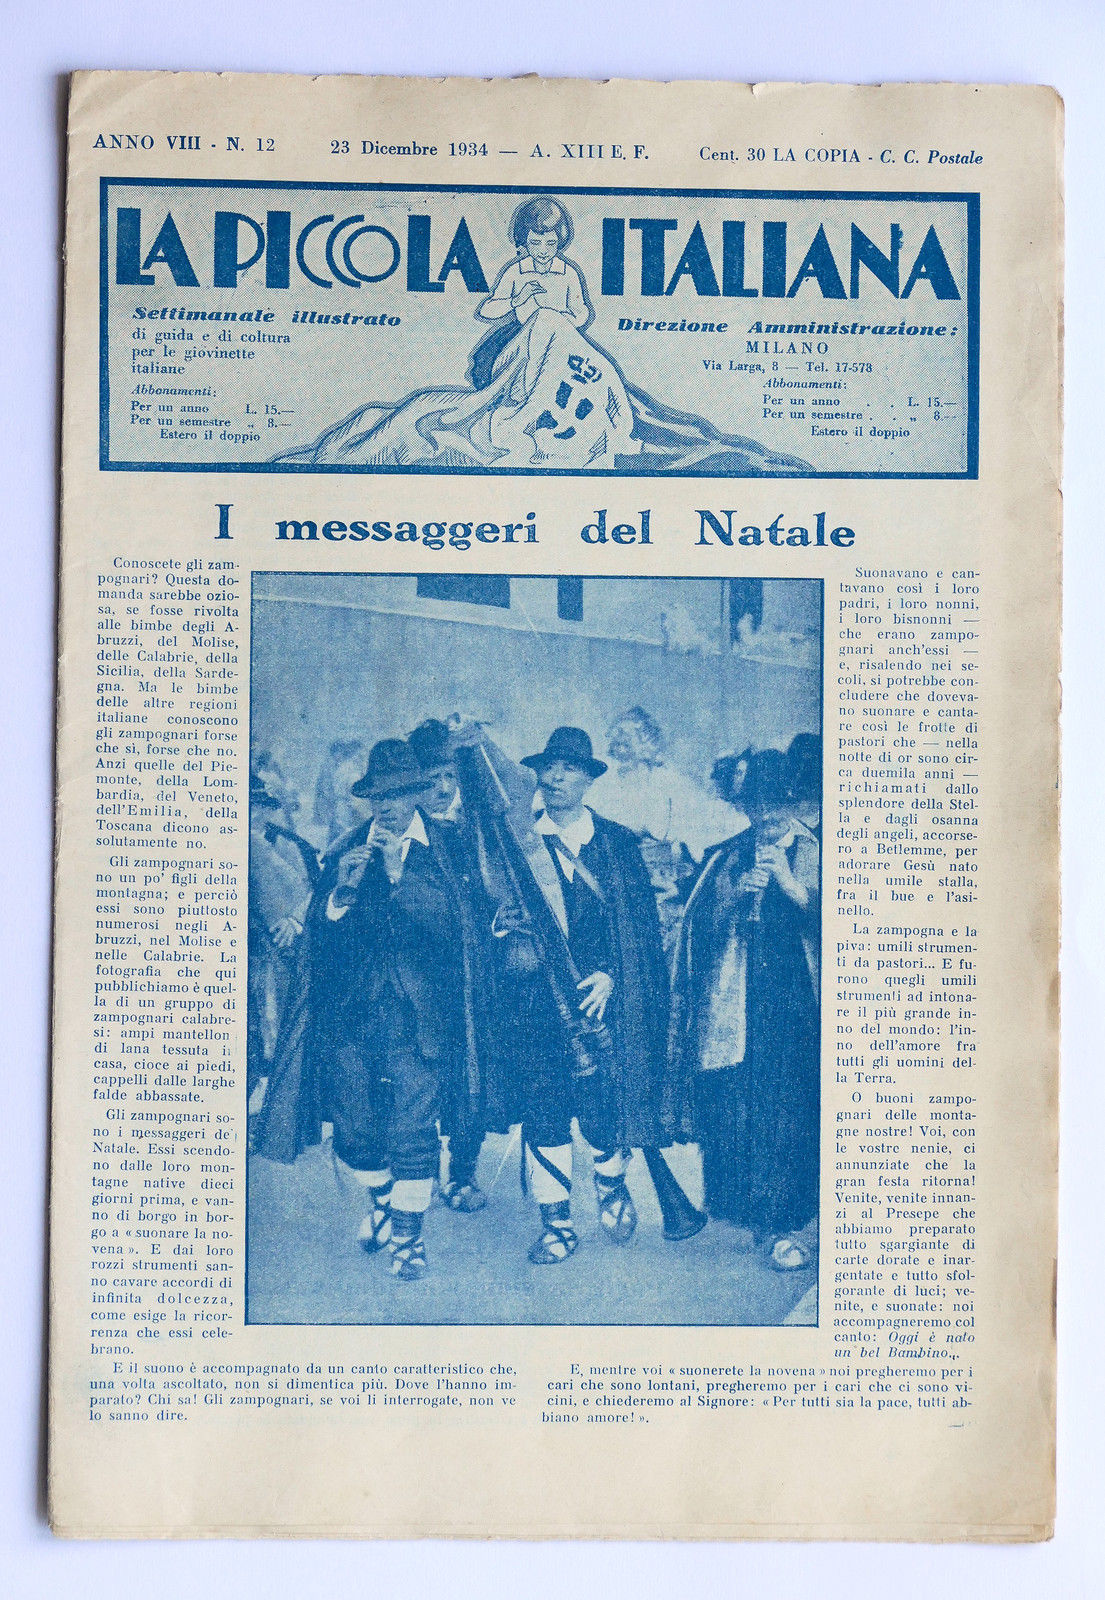 ANNO VIII - N. 12 23 Dicembre 1934 — A. XIII E. F. Cent. 30 LA COPIA - C. C. Postale
LA PICCOLA ITALIANA
Settimanale illustrato
di guida e di coltura
per le giovinette
italiane
Abbonamenti:
Per un anno L. 15.—
Per un semestre „ 8.—
Estero il doppio
Direzione Amministrazione:
MILANO
Via Larga, 8 — Tel. 17-578
Abbonamenti:
Per un anno . . L. 15.—
Per un semestre . . „ 8.—
Estero il doppio
I messaggeri del Natale
Conoscete gli zam-
pognari? Questa do-
manda sarebbe ozio-
sa, se fosse rivolta
alle bimbe degli A-
bruzzi, del Molise,
delle Calabrie, della
Sicilia, della Sarde-
gna. Ma le bimbe
delle altre regioni
italiane conoscono
gli zampognari forse
che sì, forse che no.
Anzi quelle del Pie-
monte, della Lom-
bardia, del Veneto,
dell'Emilia, della
Toscana dicono as-
solutamente no.
Gli zampognari so-
no un po' figli della
montagna; e perciò
essi sono piuttosto
numerosi negli A-
bruzzi, nel Molise e
nelle Calabrie. La
fotografia che qui
pubblichiamo è quel-
la di un gruppo di
zampognari calabre-
si: ampi mantellon
di lana tessuta in
casa, cioce ai piedi,
cappelli dalle larghe
falde abbassate.
Gli zampognari so-
no i messaggeri de
Natale. Essi scendo-
no dalle loro mon-
tagne native dieci
giorni prima, e van-
no di borgo in bor-
go a « suonare la no-
vena ». E dai loro
rozzi strumenti san-
no cavare accordi di
infinita dolcezza,
come esige la ricor-
renza che essi cele-
brano.
E il suono è accompagnato da un canto caratteristico che,
una volta ascoltato, non si dimentica più. Dove l'hanno im-
parato? Chi sa! Gli zampognari, se voi li interrogate, non ve
lo sanno dire.
Suonavano e can-
tavano così i loro
padri, i loro nonni,
i loro bisnonni —
che erano zampo-
gnari anch'essi —
e, risalendo nei se-
coli, si potrebbe con-
cludere che doveva-
no suonare e canta-
re così le frotte di
pastori che — nella
notte di or sono cir-
ca duemila anni —
richiamati dallo
splendore della Stel-
la e dagli osanna
degli angeli, accorse-
ro a Betlemme, per
adorare Gesù nato
nella umile stalla,
fra il bue e l'asi-
nello.
La zampogna e la
piva: umili strumen-
ti da pastori... E fu-
rono quegli umili
strumenti ad intona-
re il più grande in-
no del mondo: l'in-
no dell'amore fra
tutti gli uomini del-
la Terra.
O buoni zampo-
gnari delle monta-
gne nostre! Voi, con
le vostre nenie, ci
annunziate che la
gran festa ritorna!
Venite, venite innan-
zi al Presepe che
abbiamo preparato
tutto sgargiante di
carte dorate e inar-
gentate e tutto sfol-
gorante di luci; ve-
nite, e suonate: noi
accompagneremo col
canto: Oggi è nato
un bel Bambino...
E, mentre voi « suonerete la novena » noi pregheremo per i
cari che sono lontani, pregheremo per i cari che ci sono vi-
cini, e chiederemo al Signore: « Per tutti sia la pace, tutti ab-
biano amore! ».